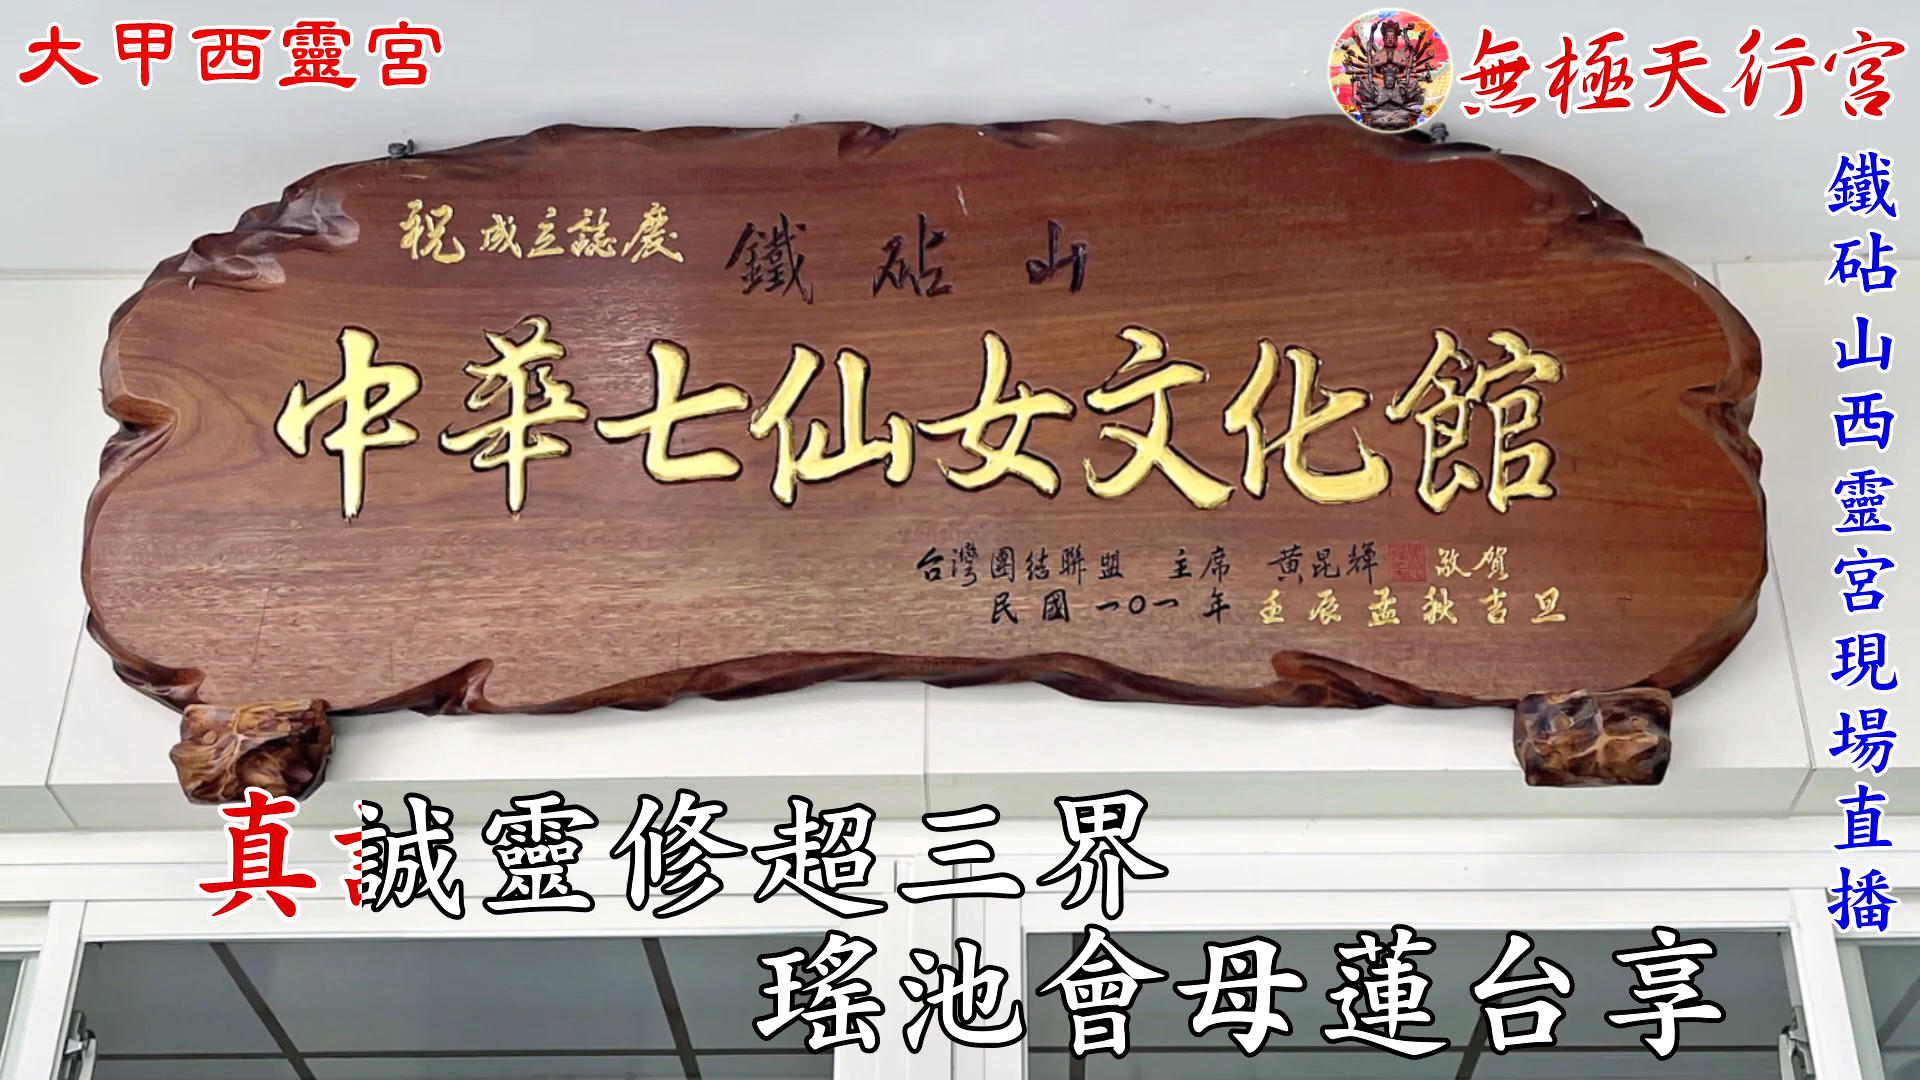 大甲西靈宮
無極天行宮
鐵砧山西靈宮現場直播
祝成立誌慶
鐵砧山
中華七仙女文化館
台灣團結聯盟 主席 黃昆輝 敬賀
民國一〇一年 壬辰孟秋吉旦
真誠靈修超三界
瑤池會母蓮台享